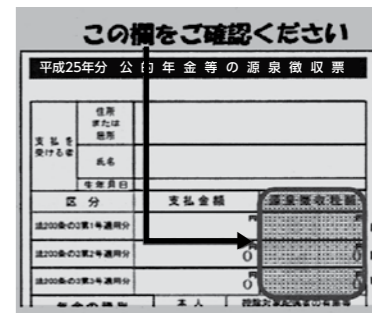 この欄をご確認ください
平成25年分 公的年金等の源泉徴収票
支払を
受ける者
住所
または
居所
氏名
生年月日
区分 支払金額 源泉徴収税額
法203条の3第1号適用分 円 円
法203条の3第2号適用分 0 0
法203条の3第3号適用分 0 0
本人